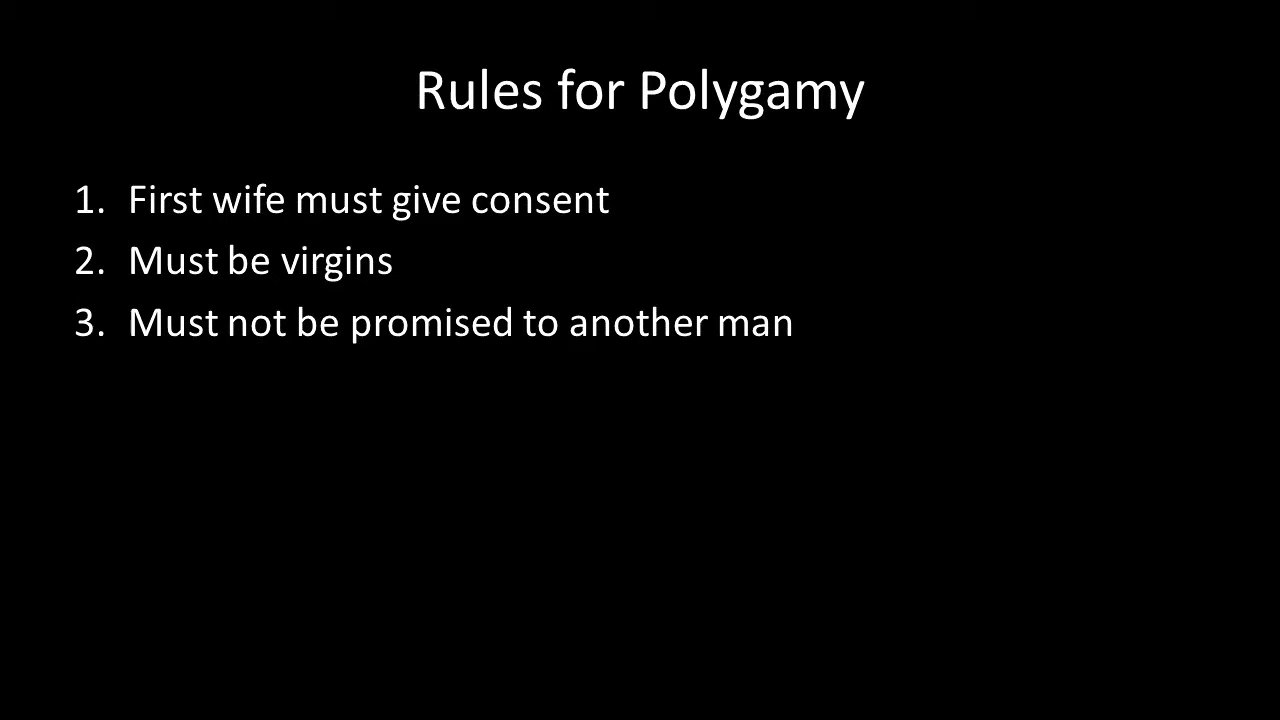 Rules for Polygamy
1. First wife must give consent
2. Must be virgins
3. Must not be promised to another man